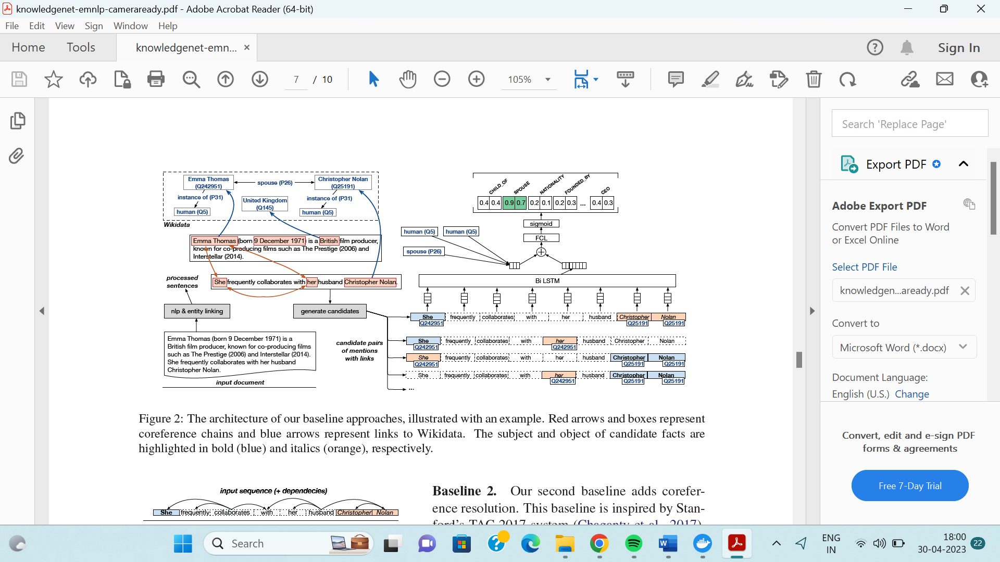 knowledgenet-emnlp-cameraready.pdf - Adobe Acrobat Reader (64-bit)
File Edit View Sign Window Help
Home Tools knowledgenet-emn... × Sign In
7 / 10 105%
Search 'Replace Page'
Export PDF
Adobe Export PDF
Convert PDF Files to Word
or Excel Online
Select PDF File
knowledgen...aready.pdf
Convert to
Microsoft Word (*.docx)
Document Language:
English (U.S.) Change
Convert, edit and e-sign PDF
forms & agreements
Free 7-Day Trial
Emma Thomas
(Q242951)
spouse (P26)
Christopher Nolan
(Q25191)
instance of (P31)
United Kingdom
(Q145)
instance of (P31)
human (Q5)
human (Q5)
Wikidata
Emma Thomas (born 9 December 1971) is a British film producer,
known for co-producing films such as The Prestige (2006) and
Interstellar (2014).
processed
sentences
She frequently collaborates with her husband Christopher Nolan.
nlp & entity linking
generate candidates
Emma Thomas (born 9 December 1971) is a
British film producer, known for co-producing films
such as The Prestige (2006) and Interstellar (2014).
She frequently collaborates with her husband
Christopher Nolan.
input document
candidate pairs
of mentions
with links
CHILD_OF SPOUSE NATIONALITY FOUNDED_BY CEO
0.4 0.4 0.9 0.7 0.2 0.1 0.2 0.3 ... 0.4 0.3
sigmoid
FCL
human (Q5) human (Q5)
spouse (P26)
Bi LSTM
She frequently collaborates with her husband Christopher Nolan
Q242951 Q25191 Q25191
She frequently collaborates with her husband Christopher Nolan
Q242951 Q242951
She frequently collaborates with her husband Christopher Nolan
Q242951 Q25191 Q25191
She frequently collaborates with her husband Christopher Nolan
Q242951 Q25191 Q25191
...
Figure 2: The architecture of our baseline approaches, illustrated with an example. Red arrows and boxes represent
coreference chains and blue arrows represent links to Wikidata. The subject and object of candidate facts are
highlighted in bold (blue) and italics (orange), respectively.
input sequence (+ dependecies)
She frequently collaborates with her husband Christopher Nolan
Baseline 2. Our second baseline adds corefer-
ence resolution. This baseline is inspired by Stan-
ford's TAC 2017 system (Chaganty et al., 2017)
Search
ENG
IN
18:00
30-04-2023
22